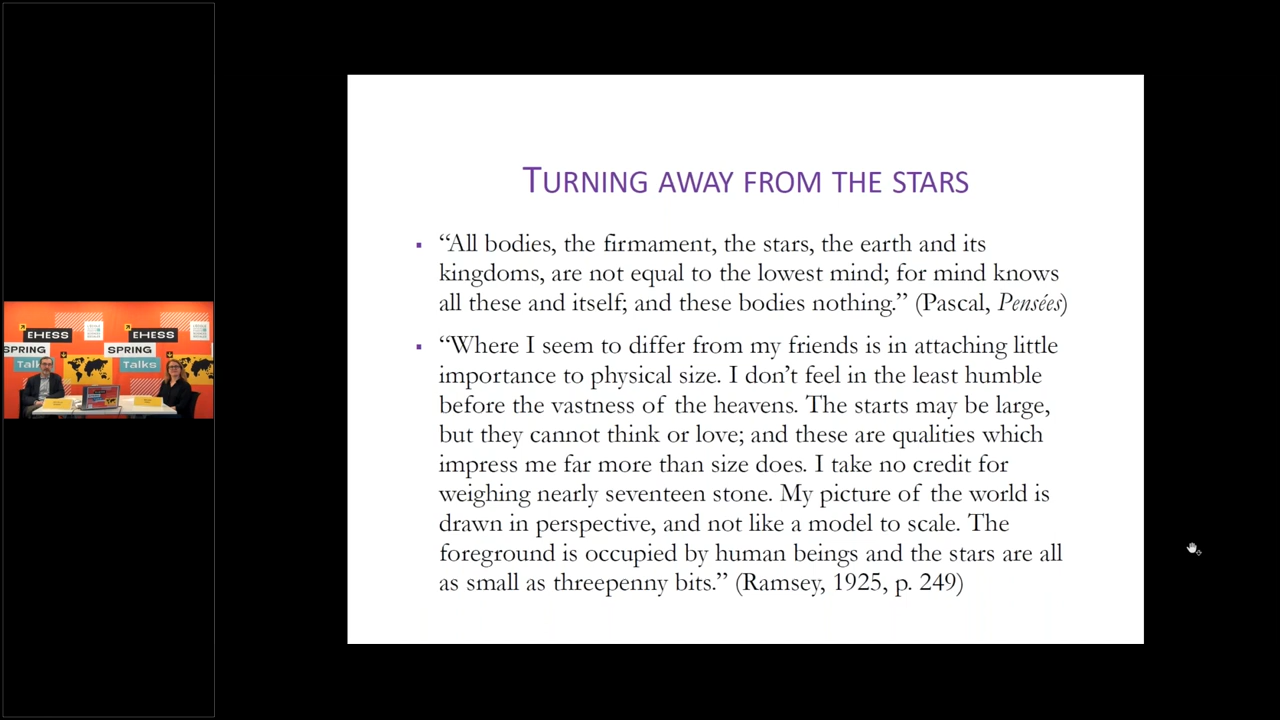 TURNING AWAY FROM THE STARS
▪ “All bodies, the firmament, the stars, the earth and its
kingdoms, are not equal to the lowest mind; for mind knows
all these and itself; and these bodies nothing.” (Pascal, Pensées)
▪ “Where I seem to differ from my friends is in attaching little
importance to physical size. I don’t feel in the least humble
before the vastness of the heavens. The starts may be large,
but they cannot think or love; and these are qualities which
impress me far more than size does. I take no credit for
weighing nearly seventeen stone. My picture of the world is
drawn in perspective, and not like a model to scale. The
foreground is occupied by human beings and the stars are all
as small as threepenny bits.” (Ramsey, 1925, p. 249)
EHESS
SPRING
Talks
EHESS
SPRING
Talks